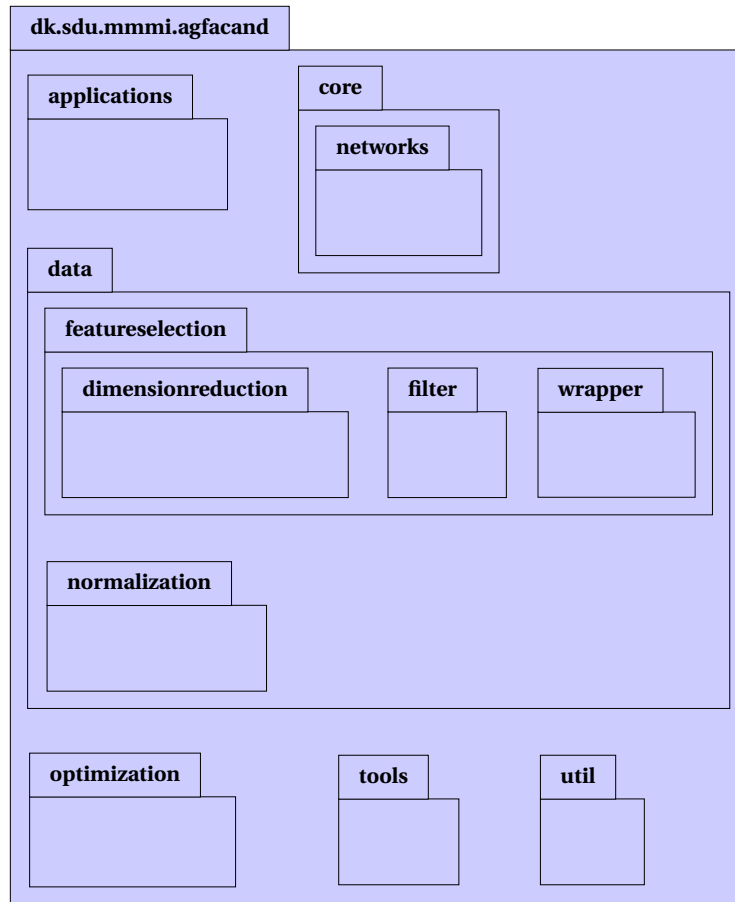 dk.sdu.mmmi.agfacand
applications
core
networks
data
featureselection
dimensionreduction
filter
wrapper
normalization
optimization
tools
util